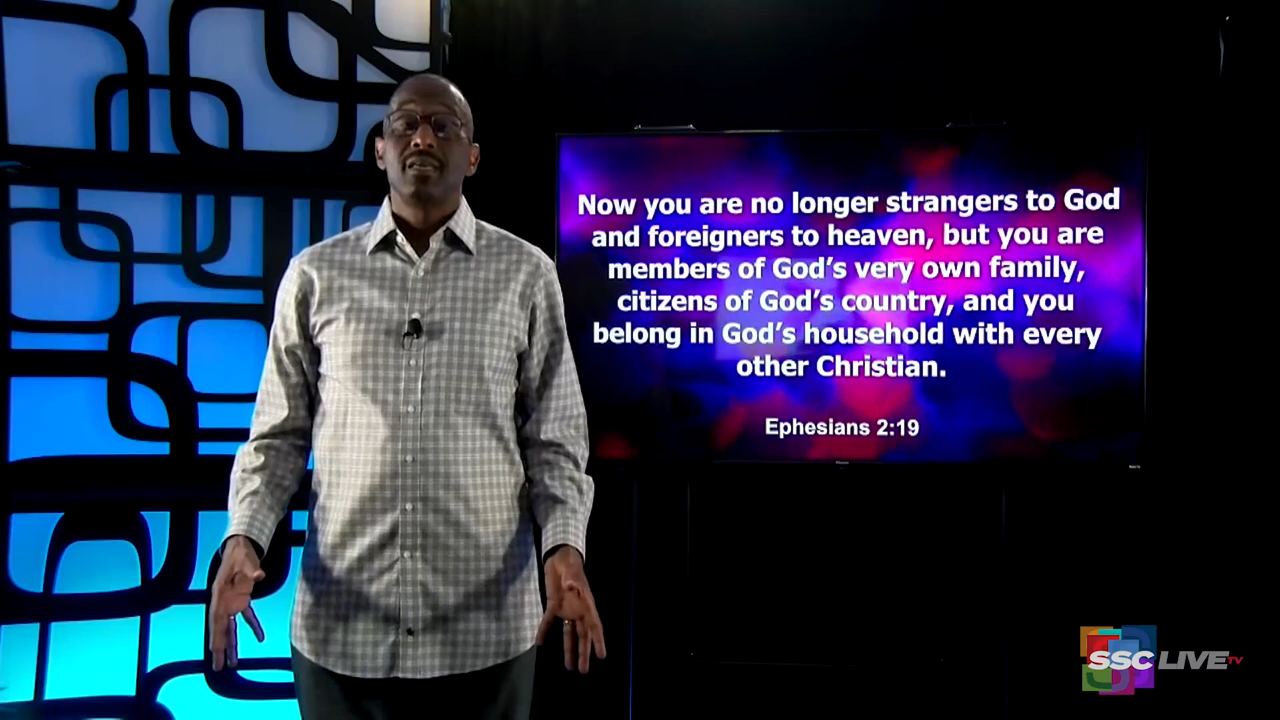 Now you are no longer strangers to God
and foreigners to heaven, but you are
members of God’s very own family,
citizens of God’s country, and you
belong in God’s household with every
other Christian.
Ephesians 2:19
SSC LIVE TV